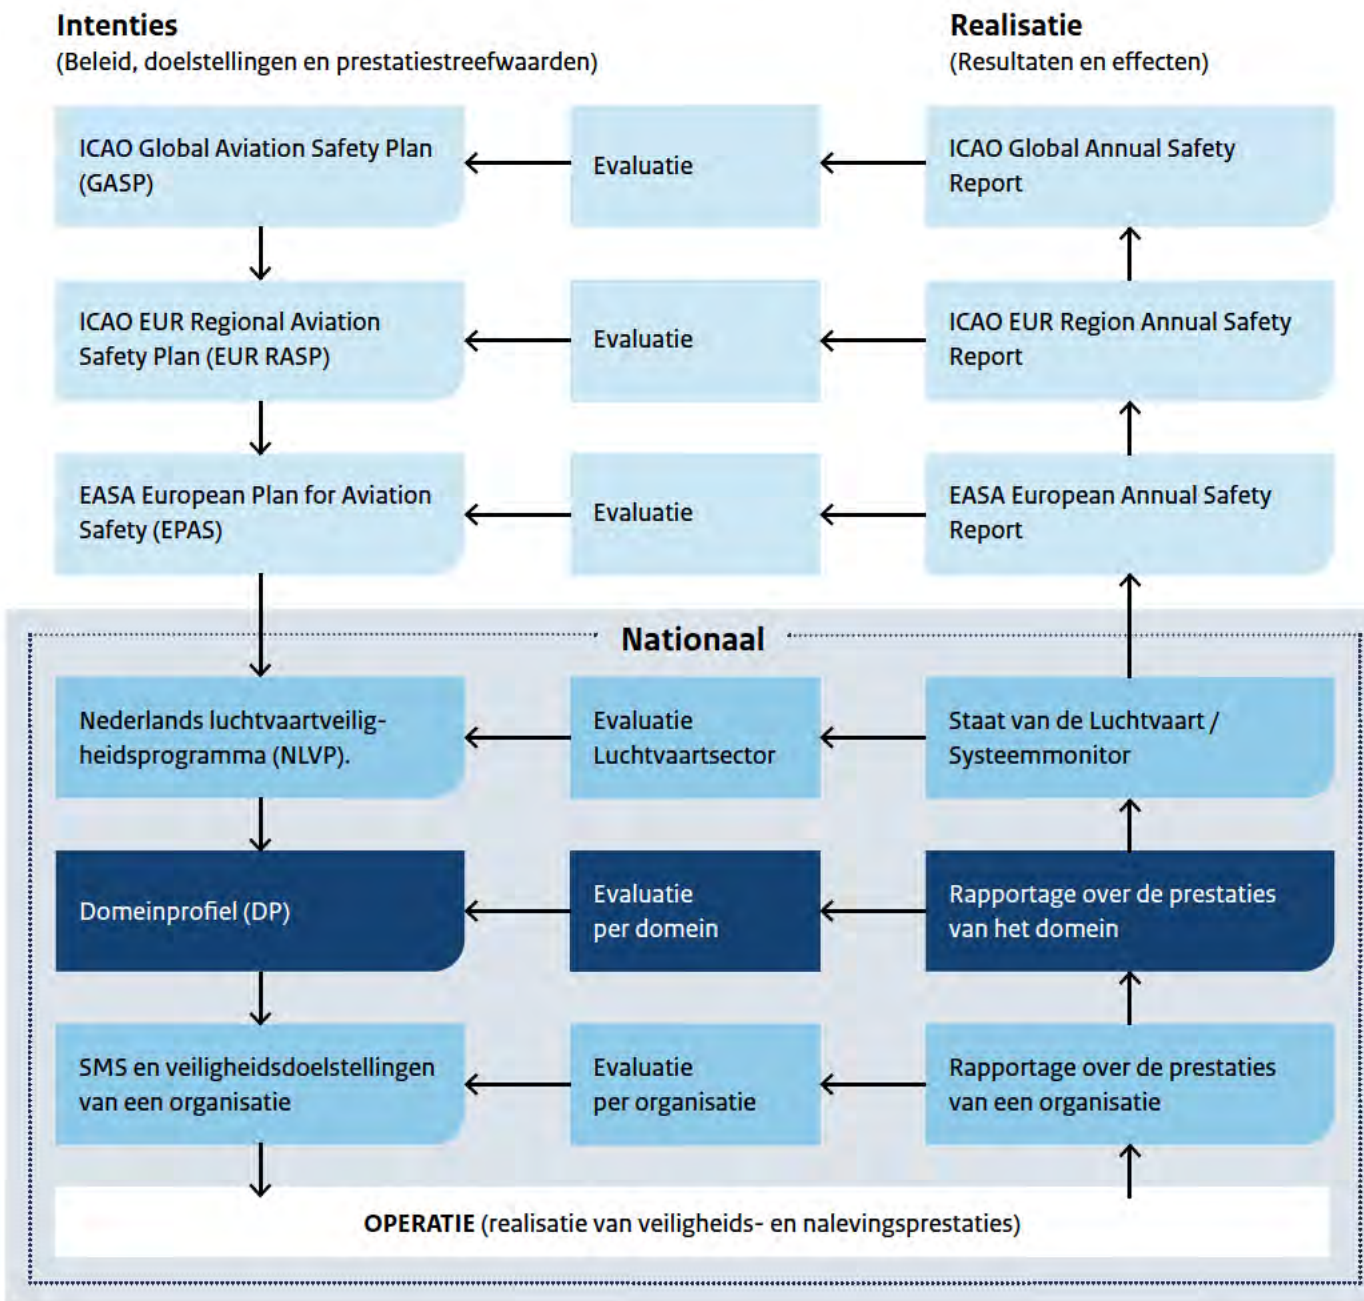 Intenties
(Beleid, doelstellingen en prestatiestreefwaarden)
Realisatie
(Resultaten en effecten)
ICAO Global Aviation Safety Plan
(GASP)
Evaluatie
ICAO Global Annual Safety
Report
ICAO EUR Regional Aviation
Safety Plan (EUR RASP)
Evaluatie
ICAO EUR Region Annual Safety
Report
EASA European Plan for Aviation
Safety (EPAS)
Evaluatie
EASA European Annual Safety
Report
Nationaal
Nederlands luchtvaartveilig-
heidsprogramma (NLVP).
Evaluatie
Luchtvaartsector
Staat van de Luchtvaart /
Systeemmonitor
Domeinprofiel (DP)
Evaluatie
per domein
Rapportage over de prestaties
van het domein
SMS en veiligheidsdoelstellingen
van een organisatie
Evaluatie
per organisatie
Rapportage over de prestaties
van een organisatie
OPERATIE (realisatie van veiligheids- en nalevingsprestaties)